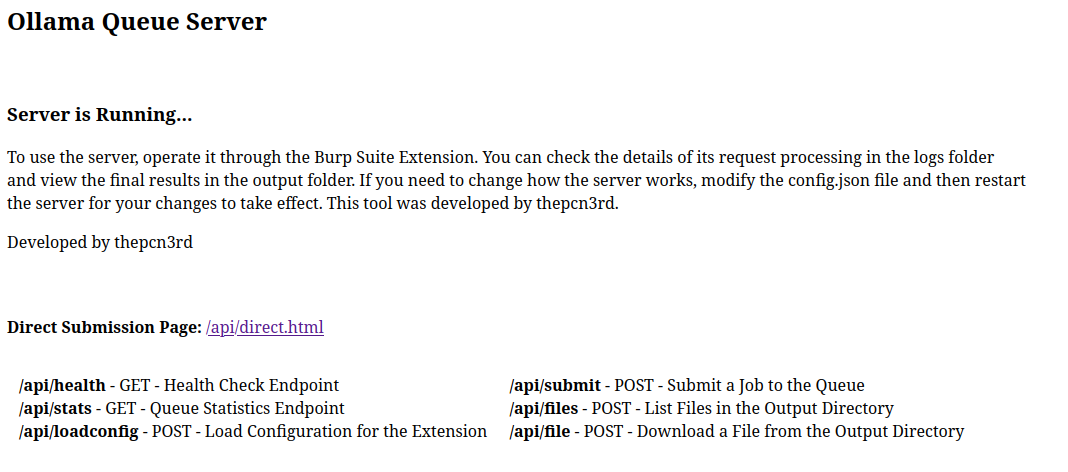 Ollama Queue Server
Server is Running...
To use the server, operate it through the Burp Suite Extension. You can check the details of its request processing in the logs folder
and view the final results in the output folder. If you need to change how the server works, modify the config.json file and then restart
the server for your changes to take effect. This tool was developed by thepcn3rd.
Developed by thepcn3rd
Direct Submission Page: /api/direct.html
/api/health - GET - Health Check Endpoint
/api/stats - GET - Queue Statistics Endpoint
/api/loadconfig - POST - Load Configuration for the Extension
/api/submit - POST - Submit a Job to the Queue
/api/files - POST - List Files in the Output Directory
/api/file - POST - Download a File from the Output Directory